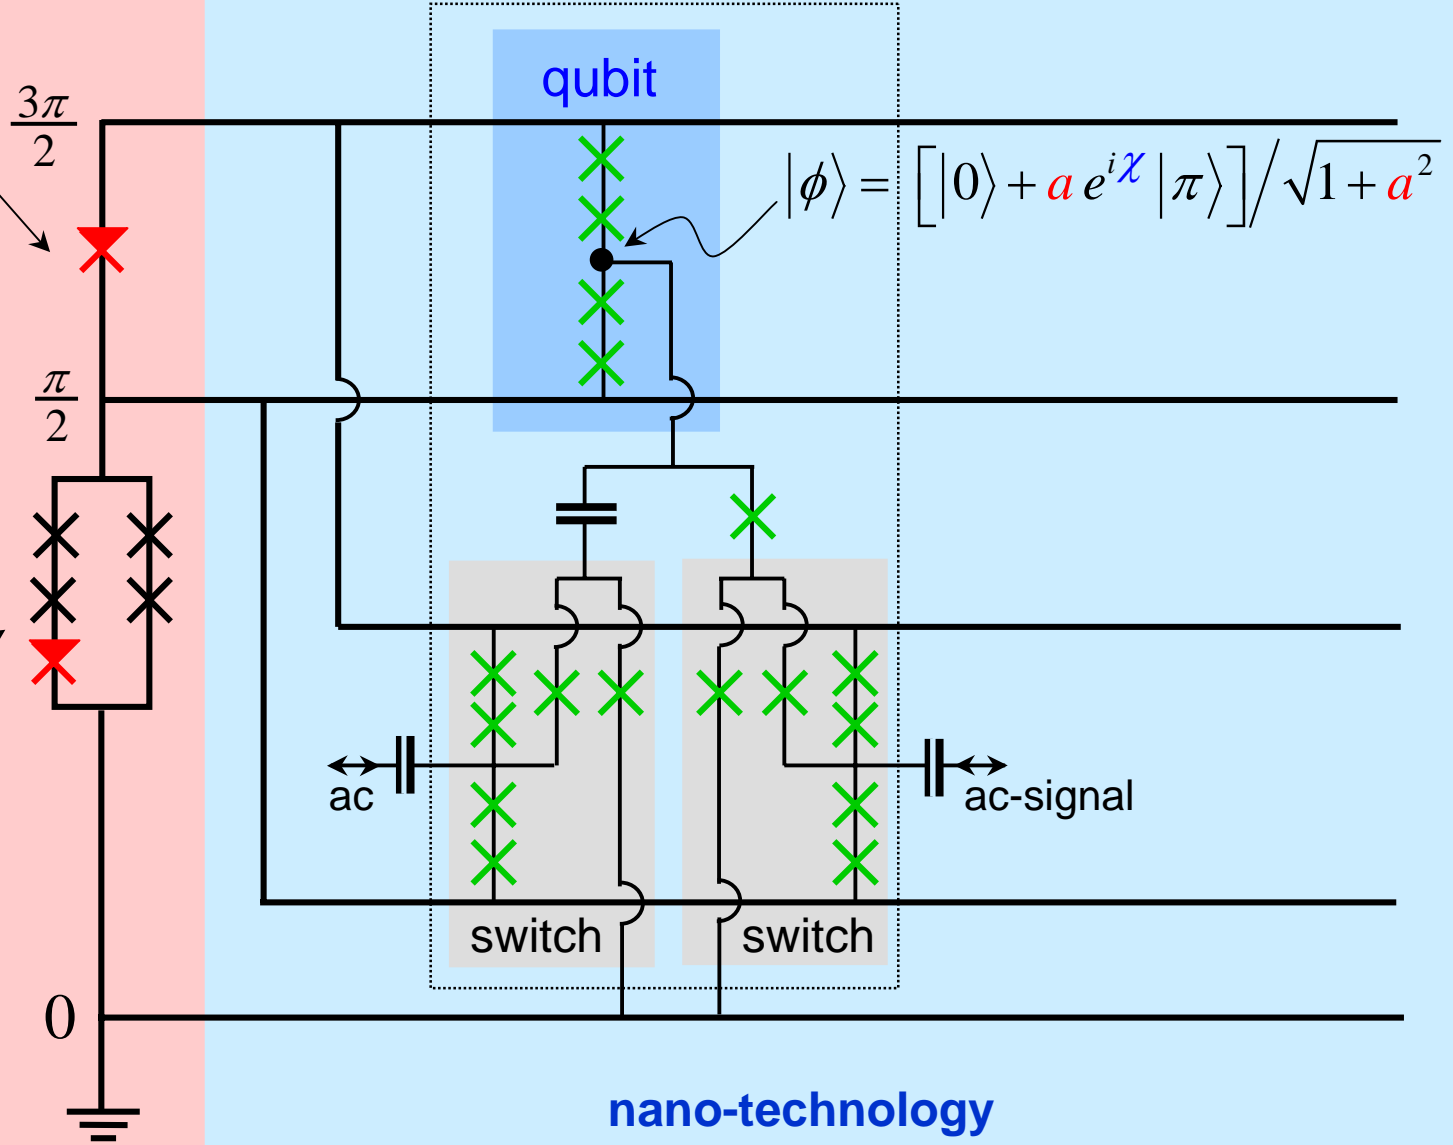 qubit
3π/2
|ϕ⟩ = [|0⟩ + a e^{iχ} |π⟩]/√(1 + a²)
π/2
ac
ac-signal
switch
switch
0
nano-technology